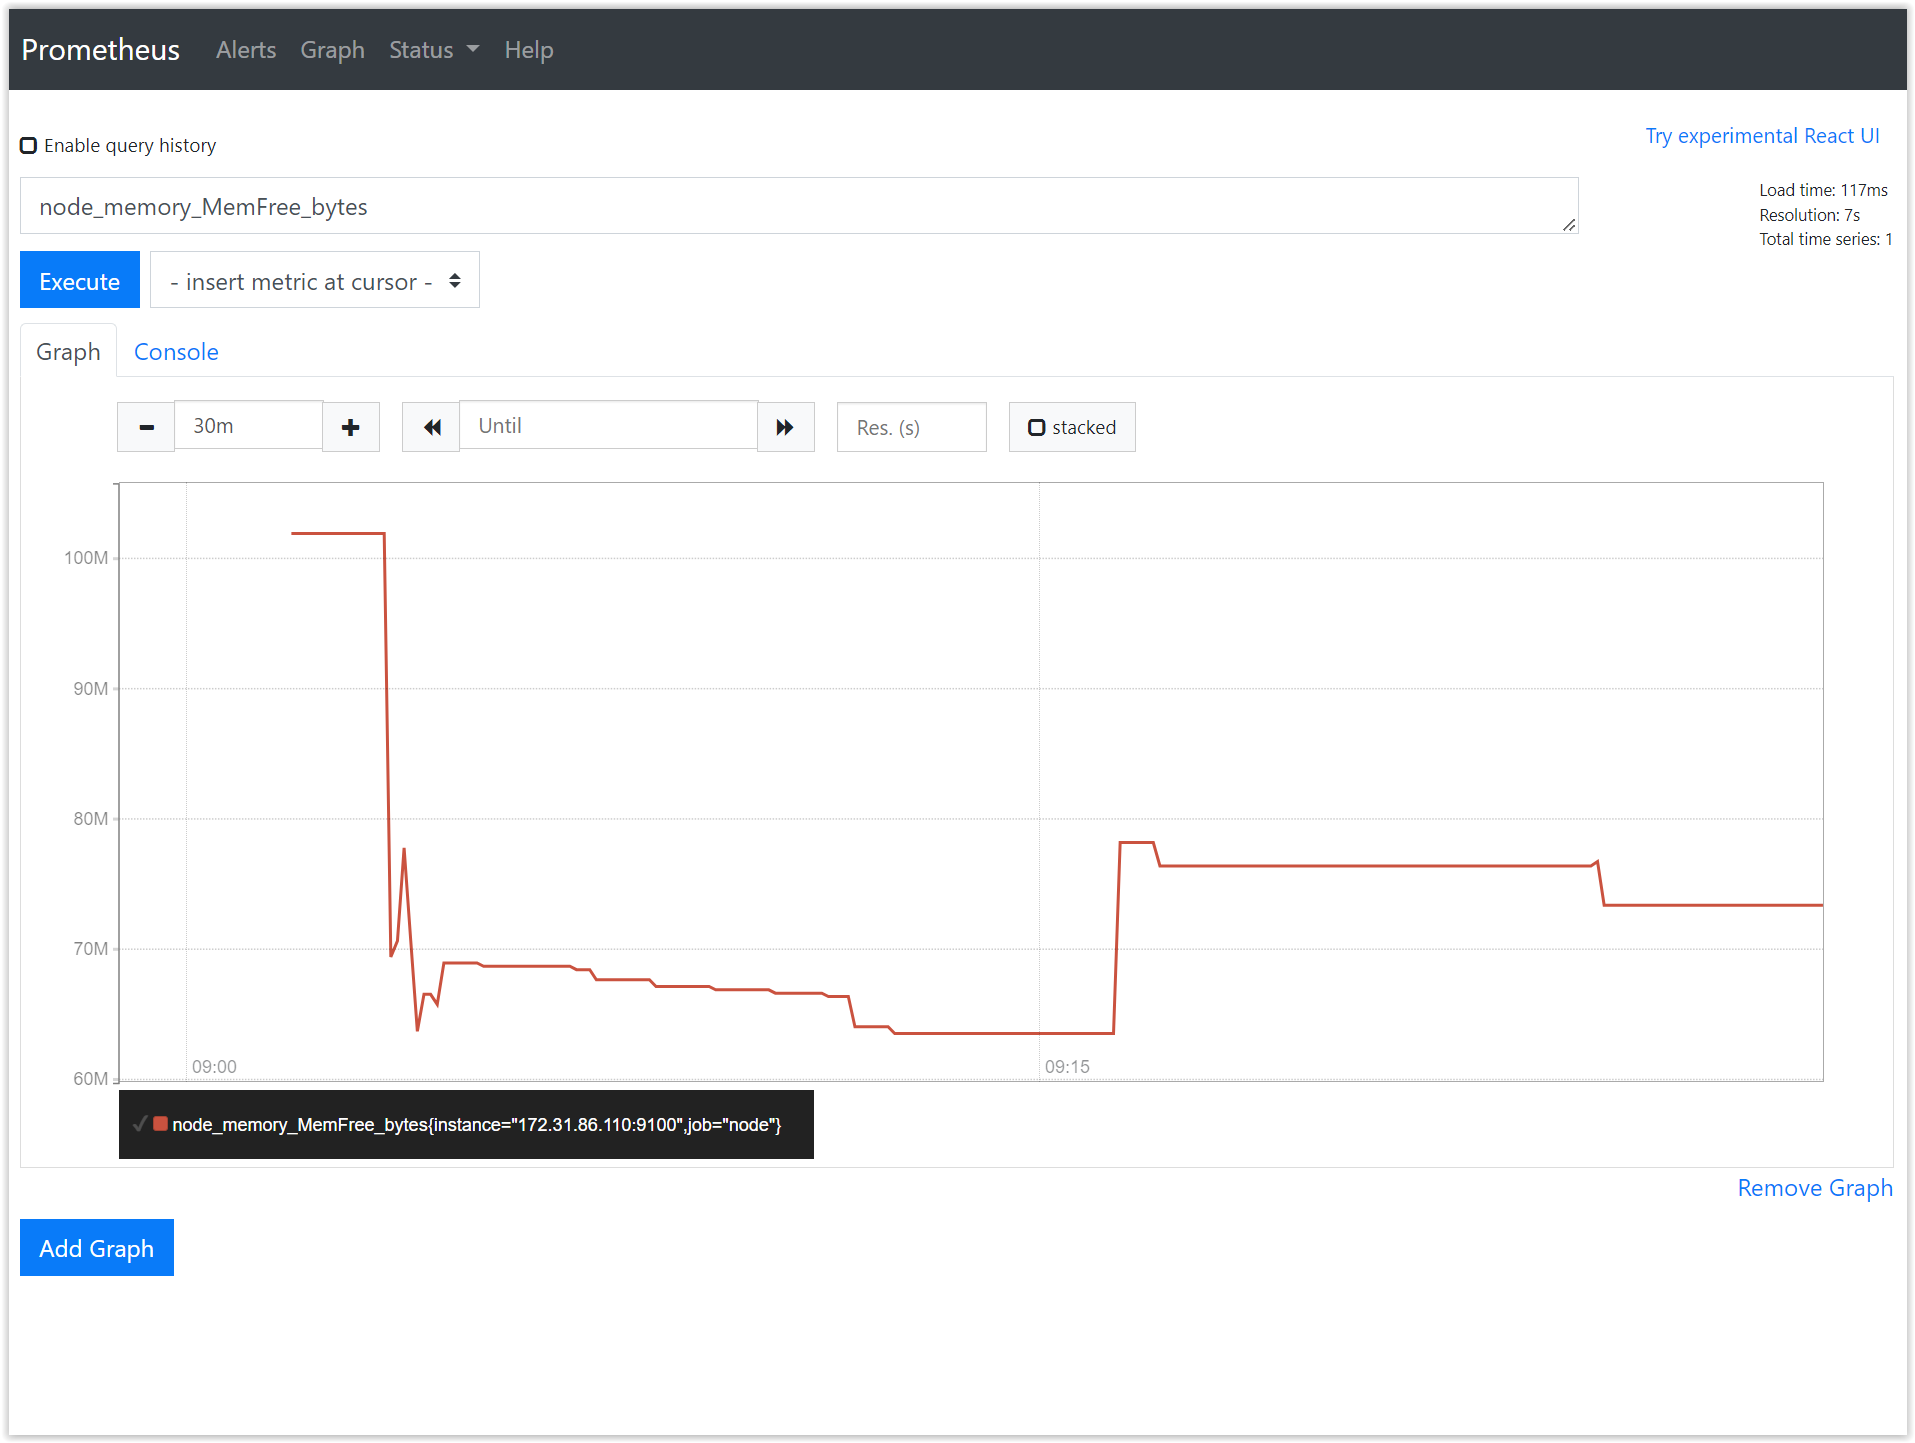 Prometheus Alerts Graph Status Help
Enable query history
Try experimental React UI
node_memory_MemFree_bytes
Load time: 117ms
Resolution: 7s
Total time series: 1
Execute - insert metric at cursor -
Graph Console
30m Until Res. (s) stacked
100M
90M
80M
70M
60M
09:00 09:15
node_memory_MemFree_bytes{instance="172.31.86.110:9100",job="node"}
Remove Graph
Add Graph